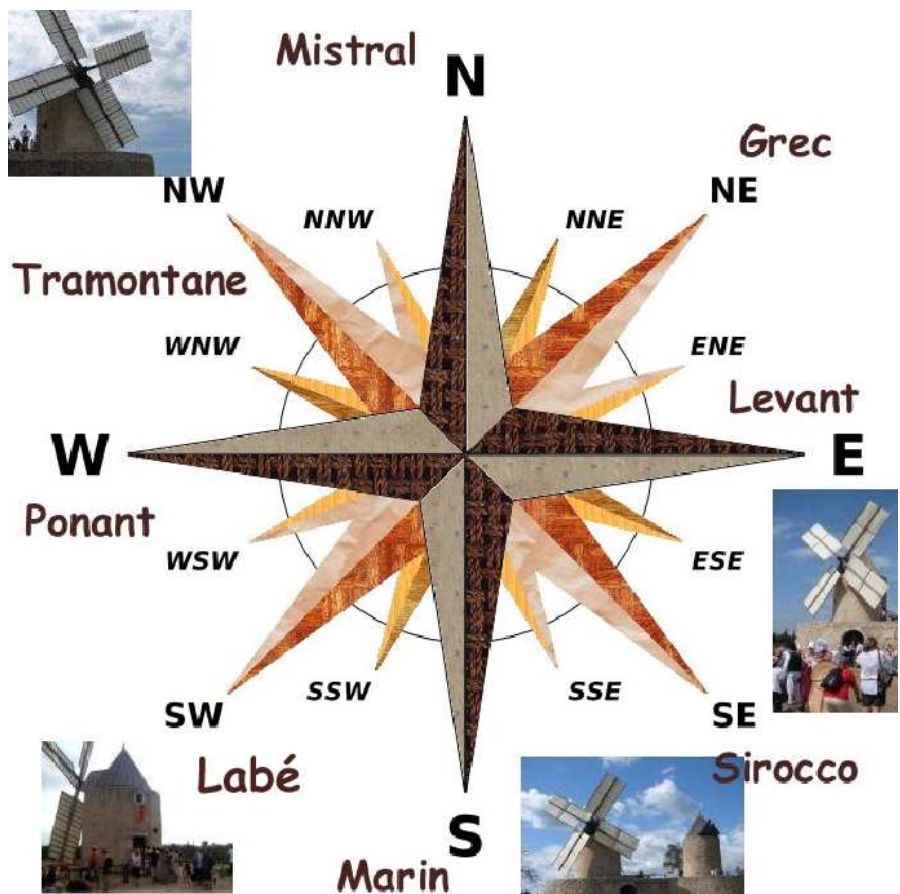 Mistral
N
Grec
NW
NE
NNW
NNE
Tramontane
WNW
ENE
Levant
W
E
Ponant
WSW
ESE
SSW
SSE
SW
SE
Labé
Sirocco
S
Marin